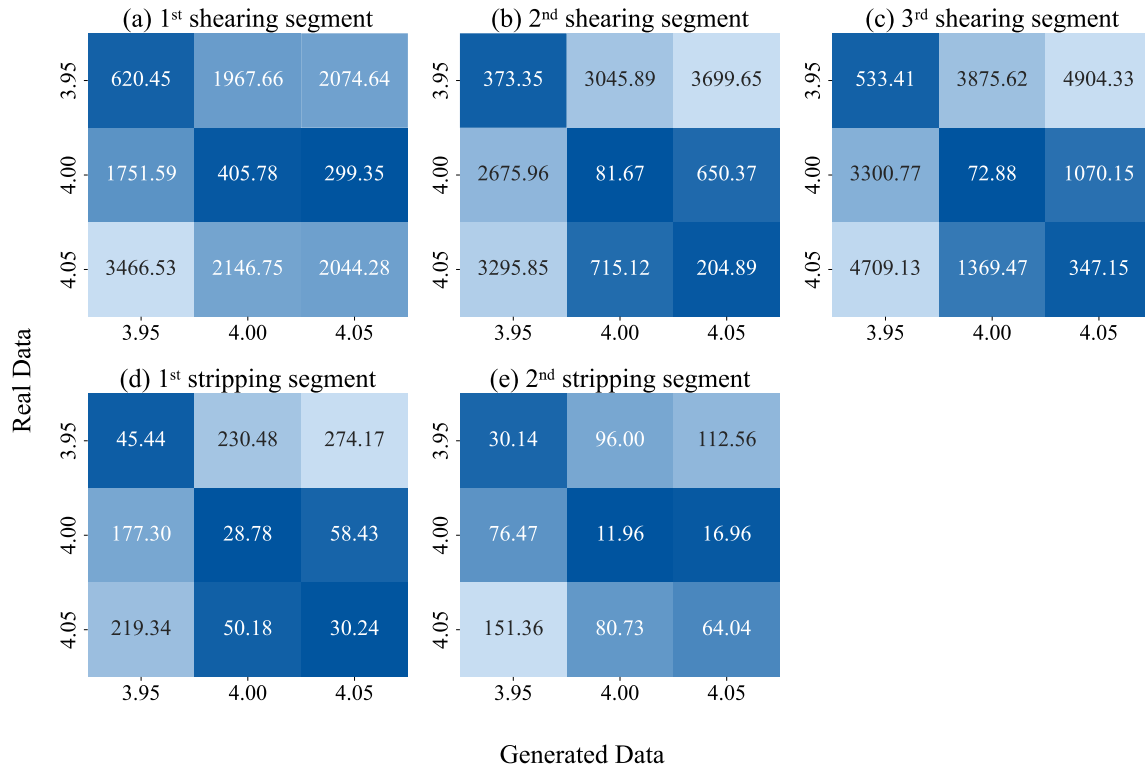 (a) 1st shearing segment
3.95 620.45 1967.66 2074.64
4.00 1751.59 405.78 299.35
4.05 3466.53 2146.75 2044.28
3.95 4.00 4.05
(b) 2nd shearing segment
3.95 373.35 3045.89 3699.65
4.00 2675.96 81.67 650.37
4.05 3295.85 715.12 204.89
3.95 4.00 4.05
(c) 3rd shearing segment
3.95 533.41 3875.62 4904.33
4.00 3300.77 72.88 1070.15
4.05 4709.13 1369.47 347.15
3.95 4.00 4.05
Real Data
(d) 1st stripping segment
3.95 45.44 230.48 274.17
4.00 177.30 28.78 58.43
4.05 219.34 50.18 30.24
3.95 4.00 4.05
(e) 2nd stripping segment
3.95 30.14 96.00 112.56
4.00 76.47 11.96 16.96
4.05 151.36 80.73 64.04
3.95 4.00 4.05
Generated Data